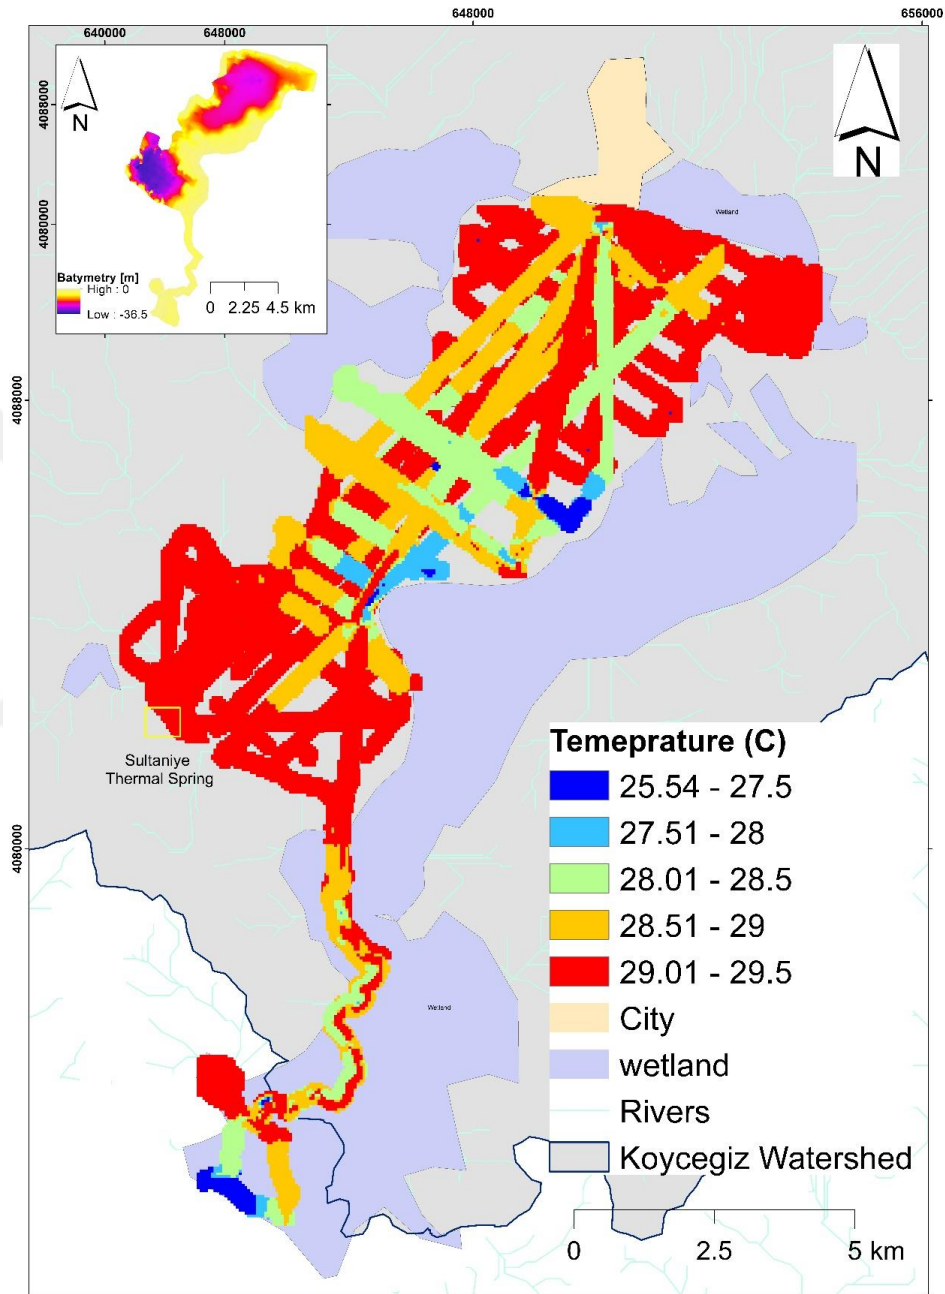 648000
656000
640000
648000
4088000
4080000
N
Batymetry [m]
High : 0
Low : -36.5
0 2.25 4.5 km
N
Wetland
4088000
Sultaniye
Thermal Spring
4080000
Wetland
Temeprature (C)
25.54 - 27.5
27.51 - 28
28.01 - 28.5
28.51 - 29
29.01 - 29.5
City
wetland
Rivers
Koycegiz Watershed
0 2.5 5 km